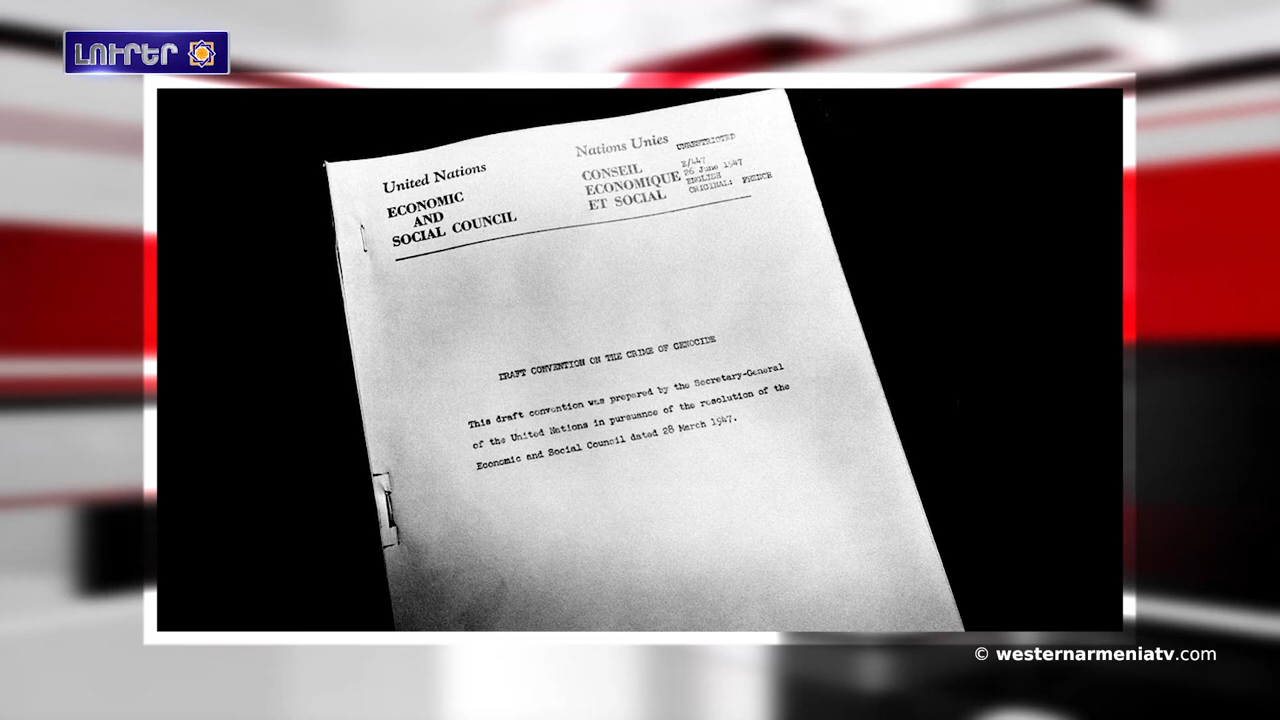 ԼՈՒՐԵՐ
United Nations
ECONOMIC
AND
SOCIAL COUNCIL
Nations Unies
CONSEIL
ECONOMIQUE
ET SOCIAL
UNRESTRICTED
E/447
26 June 1947
ENGLISH
ORIGINAL: FRENCH
DRAFT CONVENTION ON THE CRIME OF GENOCIDE
This draft convention was prepared by the Secretary-General
of the United Nations in pursuance of the resolution of the
Economic and Social Council dated 28 March 1947.
© westernarmeniatv.com